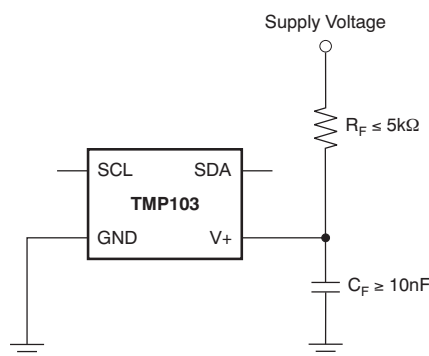 Supply Voltage
R_F ≤ 5kΩ
SCL SDA
TMP103
GND V+
C_F ≥ 10nF